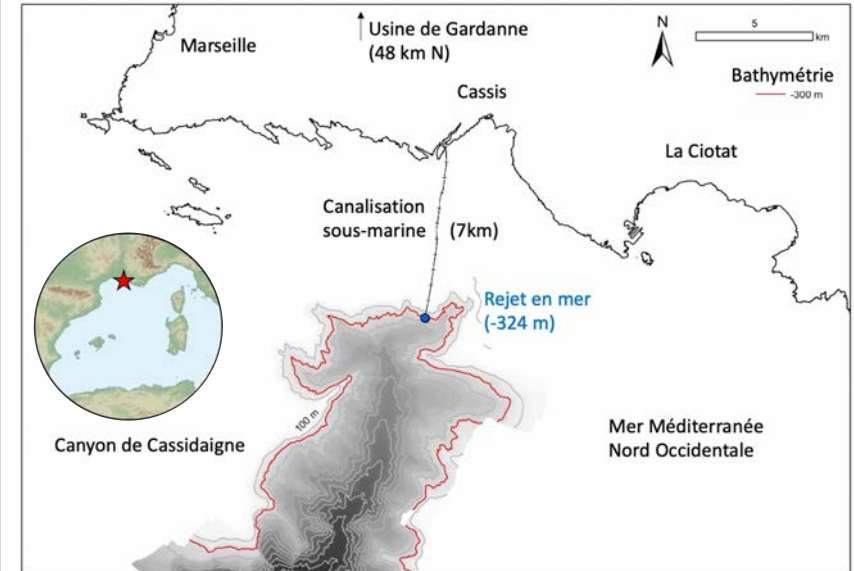 Usine de Gardanne
(48 km N)
Marseille
N
5
km
Bathymétrie
-300 m
Cassis
La Ciotat
Canalisation
sous-marine
(7km)
Rejet en mer
(-324 m)
100 m
Canyon de Cassidaigne
Mer Méditerranée
Nord Occidentale